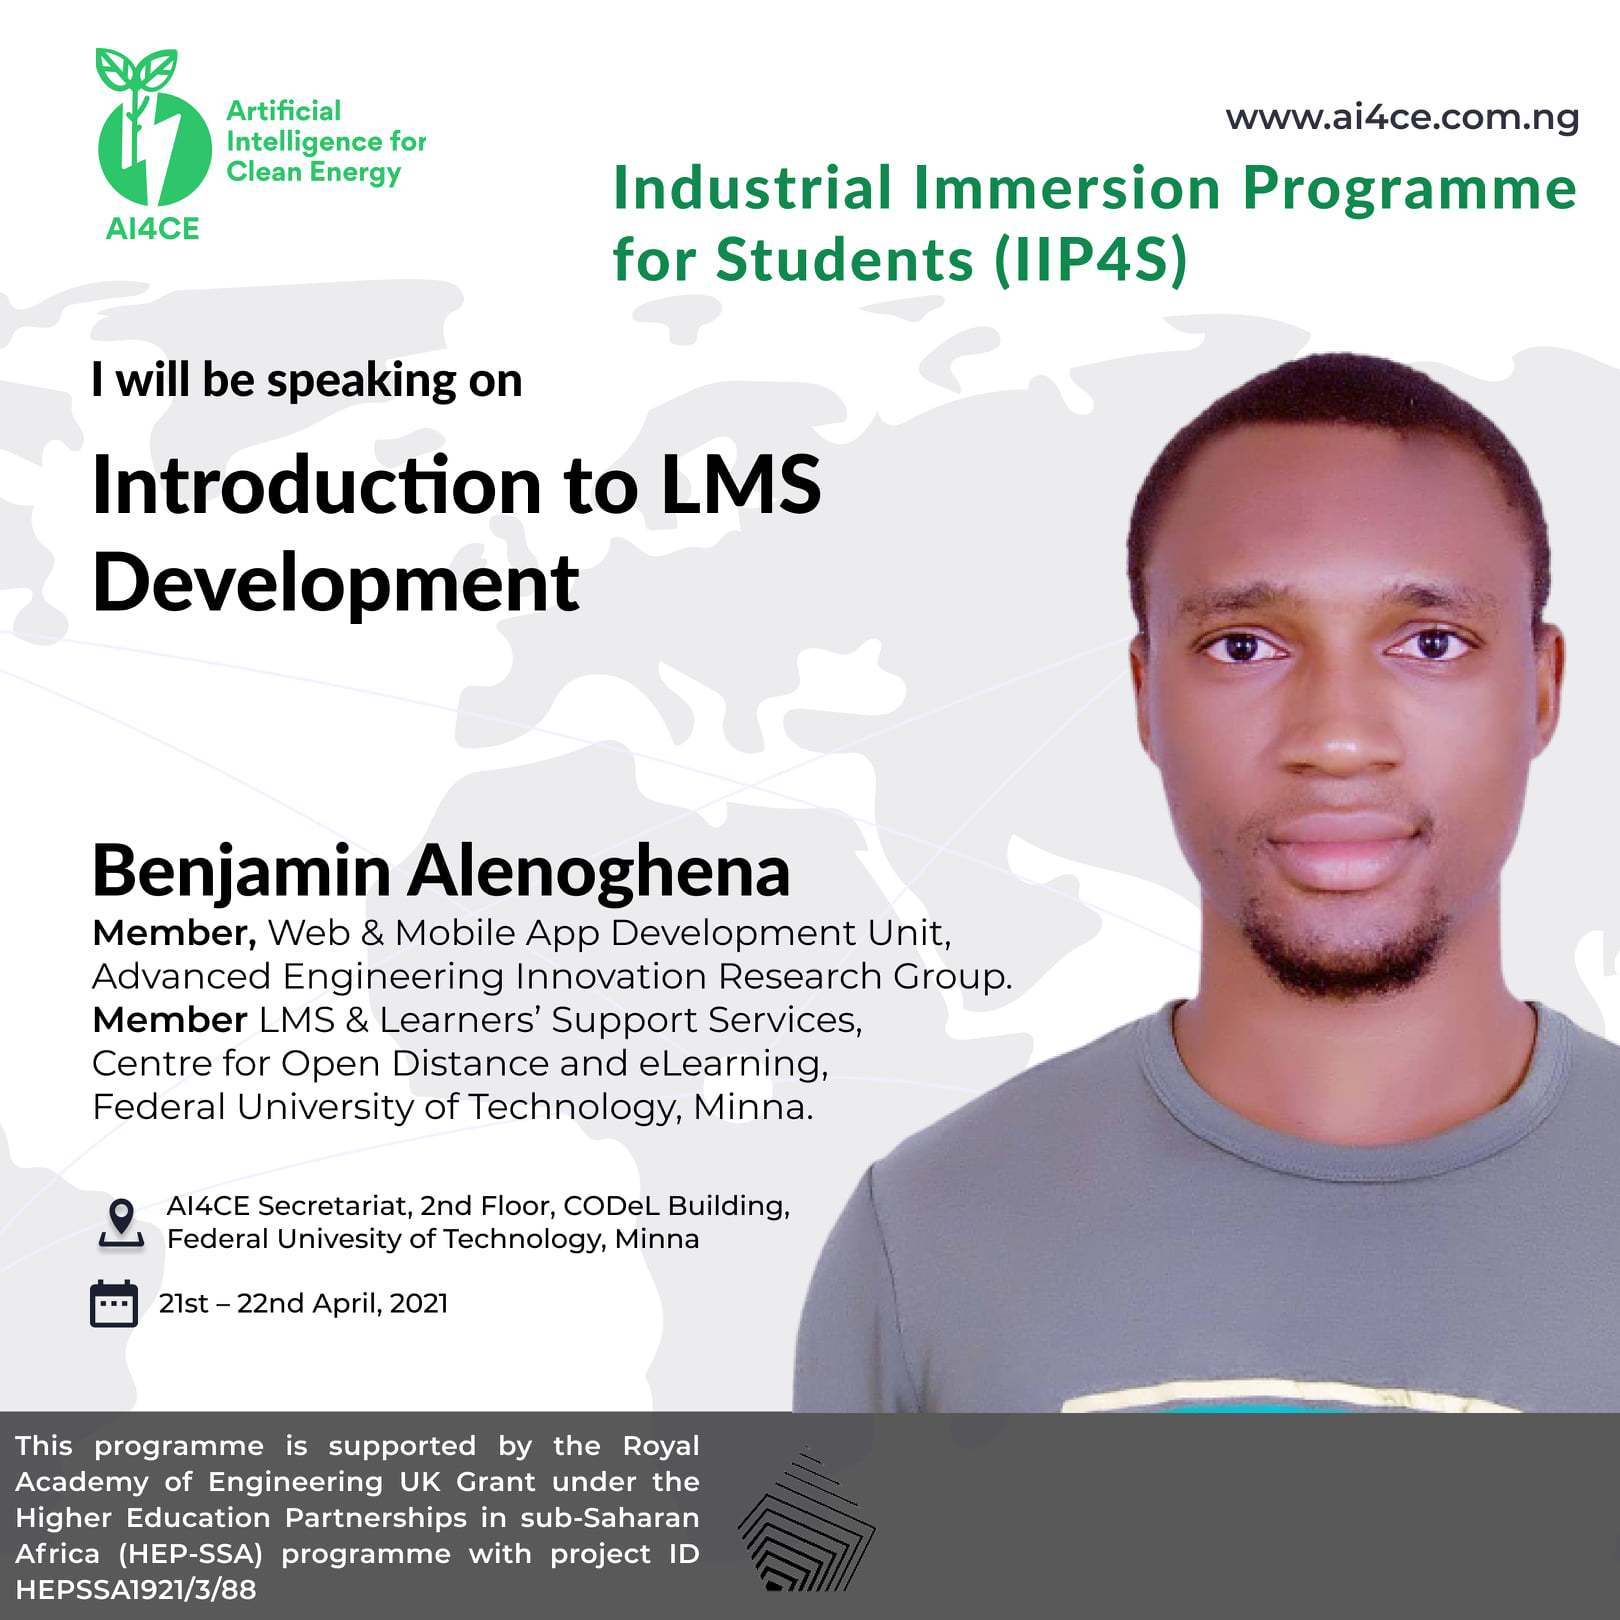 Artificial
Intelligence for
Clean Energy
AI4CE
www.ai4ce.com.ng
Industrial Immersion Programme
for Students (IIP4S)
I will be speaking on
Introduction to LMS
Development
Benjamin Alenoghena
Member, Web & Mobile App Development Unit,
Advanced Engineering Innovation Research Group.
Member LMS & Learners’ Support Services,
Centre for Open Distance and eLearning,
Federal University of Technology, Minna.
AI4CE Secretariat, 2nd Floor, CODeL Building,
Federal Univesity of Technology, Minna
21st – 22nd April, 2021
This programme is supported by the Royal
Academy of Engineering UK Grant under the
Higher Education Partnerships in sub-Saharan
Africa (HEP-SSA) programme with project ID
HEPSSA1921/3/88